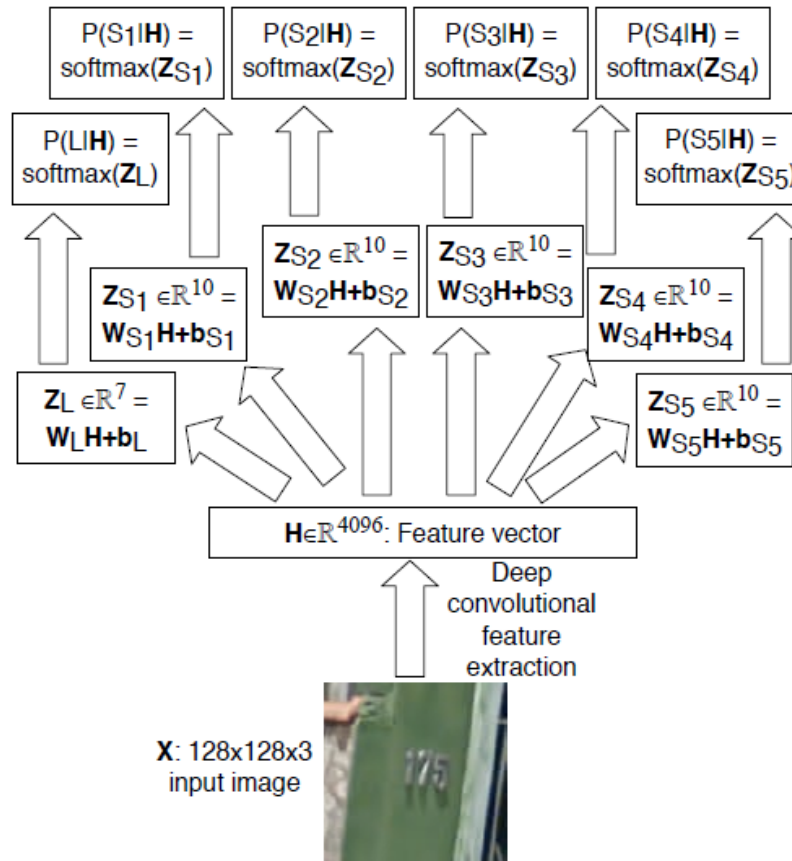 P(S1|H) =
softmax(ZS1)
P(S2|H) =
softmax(ZS2)
P(S3|H) =
softmax(ZS3)
P(S4|H) =
softmax(ZS4)
P(L|H) =
softmax(ZL)
P(S5|H) =
softmax(ZS5)
ZS1 ∈ℝ¹⁰ =
WS1H+bS1
ZS2 ∈ℝ¹⁰ =
WS2H+bS2
ZS3 ∈ℝ¹⁰ =
WS3H+bS3
ZS4 ∈ℝ¹⁰ =
WS4H+bS4
ZL ∈ℝ⁷ =
WLH+bL
ZS5 ∈ℝ¹⁰ =
WS5H+bS5
H∈ℝ⁴⁰⁹⁶: Feature vector
Deep
convolutional
feature
extraction
X: 128x128x3
input image
175